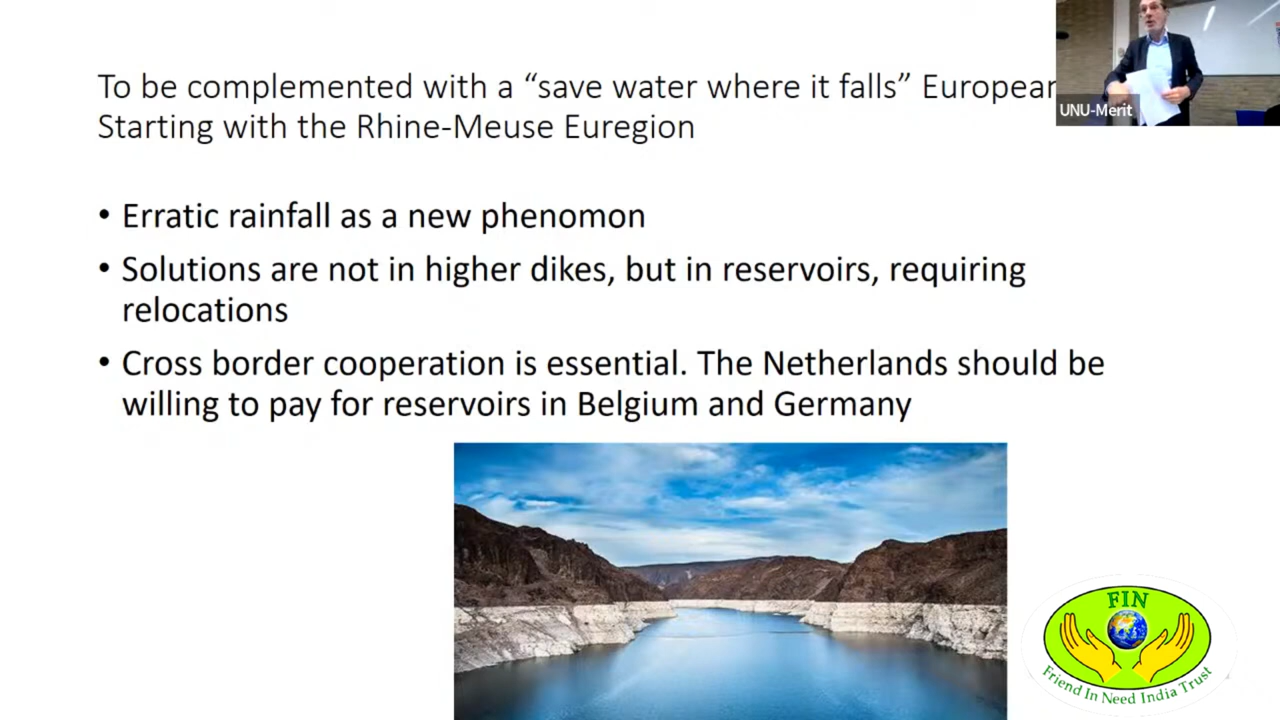 To be complemented with a “save water where it falls” European
Starting with the Rhine-Meuse Euregion
UNU-Merit
• Erratic rainfall as a new phenomon
• Solutions are not in higher dikes, but in reservoirs, requiring
relocations
• Cross border cooperation is essential. The Netherlands should be
willing to pay for reservoirs in Belgium and Germany
FIN
Friend In Need India Trust